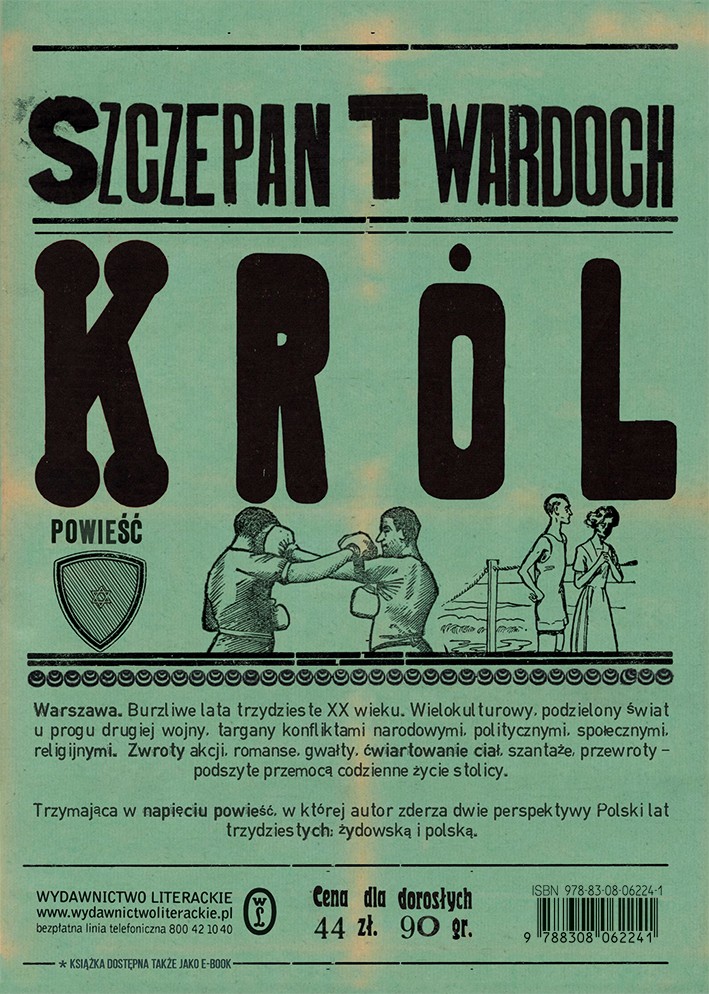 SZCZEPAN TWARDOCH
KRÓL
POWIEŚĆ
Warszawa. Burzliwe lata trzydzieste XX wieku. Wielokulturowy, podzielony świat
u progu drugiej wojny, targany konfliktami narodowymi, politycznymi, społecznymi,
religijnymi. Zwroty akcji, romanse, gwałty, ćwiartowanie ciał, szantaże, przewroty –
podszyte przemocą codzienne życie stolicy.
Trzymająca w napięciu powieść, w której autor zderza dwie perspektywy Polski lat
trzydziestych: żydowską i polską.
WYDAWNICTWO LITERACKIE
www.wydawnictwoliterackie.pl
bezpłatna linia telefoniczna 800 42 10 40
WL
Cena dla dorosłych
44 zł. 90 gr.
ISBN 978-83-08-06224-1
9 788308 062241
* KSIĄŻKA DOSTĘPNA TAKŻE JAKO E-BOOK